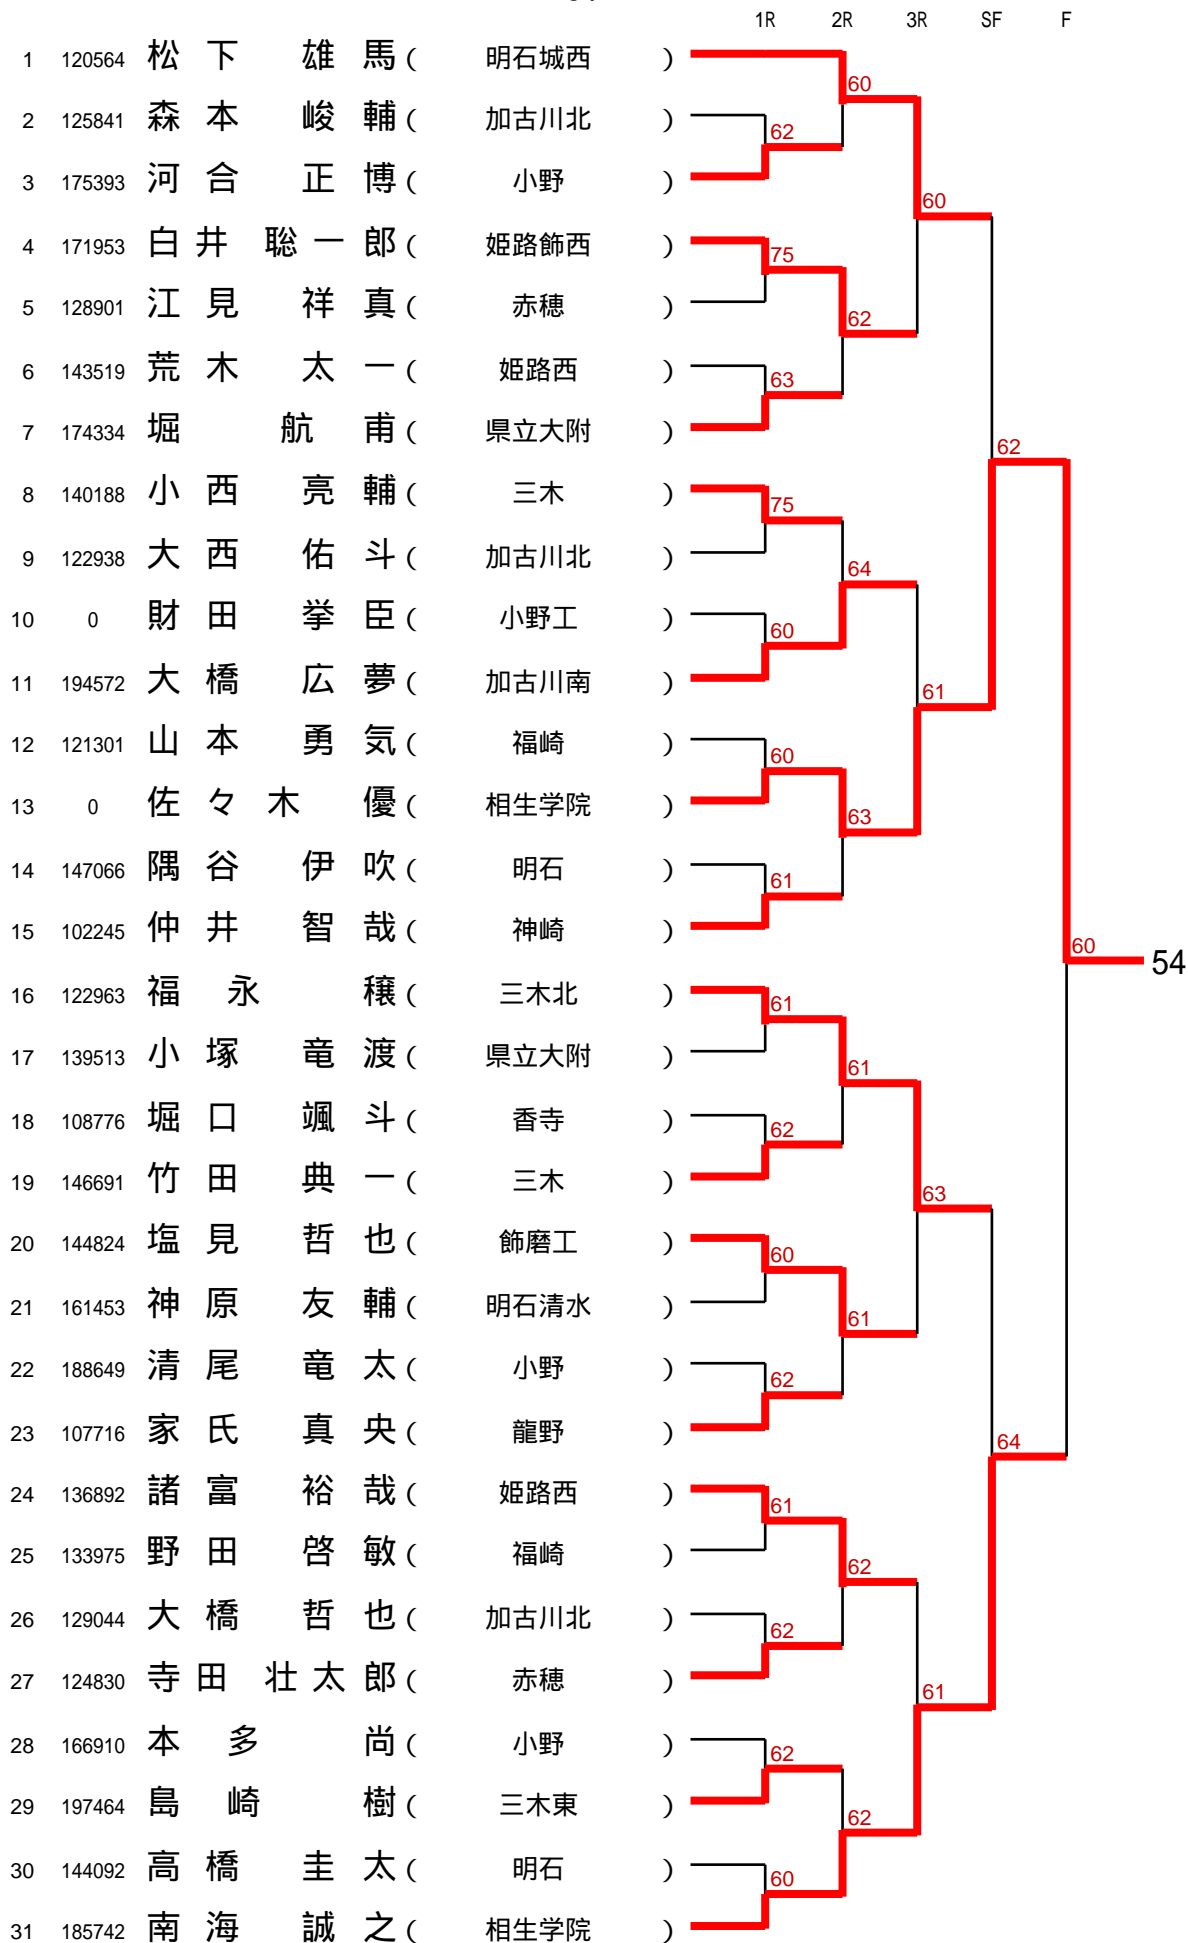 1R 2R 3R SF F
1 120564 松下 雄馬 ( 明石城西 )
60
2 125841 森本 峻輔 ( 加古川北 )
62
3 175393 河合 正博 ( 小野 )
60
4 171953 白井 聡一郎 ( 姫路飾西 )
75
5 128901 江見 祥真 ( 赤穂 )
62
6 143519 荒木 太一 ( 姫路西 )
63
7 174334 堀 航甫 ( 県立大附 )
62
8 140188 小西 亮輔 ( 三木 )
75
9 122938 大西 佑斗 ( 加古川北 )
64
10 0 財田 挙臣 ( 小野工 )
60
11 194572 大橋 広夢 ( 加古川南 )
61
12 121301 山本 勇気 ( 福崎 )
60
13 0 佐々木 優 ( 相生学院 )
63
14 147066 隅谷 伊吹 ( 明石 )
61
15 102245 仲井 智哉 ( 神崎 )
60 54
16 122963 福永 穣 ( 三木北 )
61
17 139513 小塚 竜渡 ( 県立大附 )
61
18 108776 堀口 颯斗 ( 香寺 )
62
19 146691 竹田 典一 ( 三木 )
63
20 144824 塩見 哲也 ( 飾磨工 )
60
21 161453 神原 友輔 ( 明石清水 )
61
22 188649 清尾 竜太 ( 小野 )
62
23 107716 家氏 真央 ( 龍野 )
64
24 136892 諸富 裕哉 ( 姫路西 )
61
25 133975 野田 啓敏 ( 福崎 )
62
26 129044 大橋 哲也 ( 加古川北 )
62
27 124830 寺田 壮太郎 ( 赤穂 )
61
28 166910 本多 尚 ( 小野 )
62
29 197464 島崎 樹 ( 三木東 )
62
30 144092 高橋 圭太 ( 明石 )
60
31 185742 南海 誠之 ( 相生学院 )